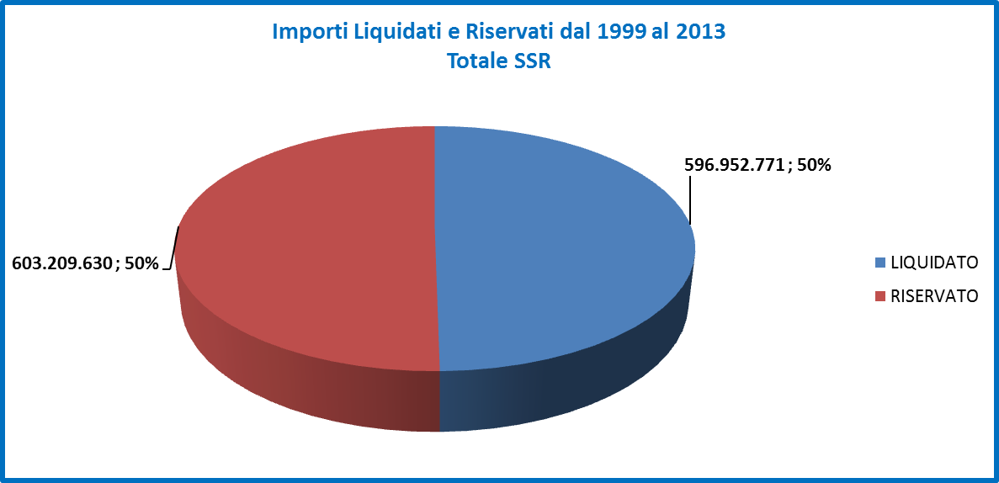 Importi Liquidati e Riservati dal 1999 al 2013
Totale SSR
596.952.771 ; 50%
603.209.630 ; 50%
LIQUIDATO
RISERVATO